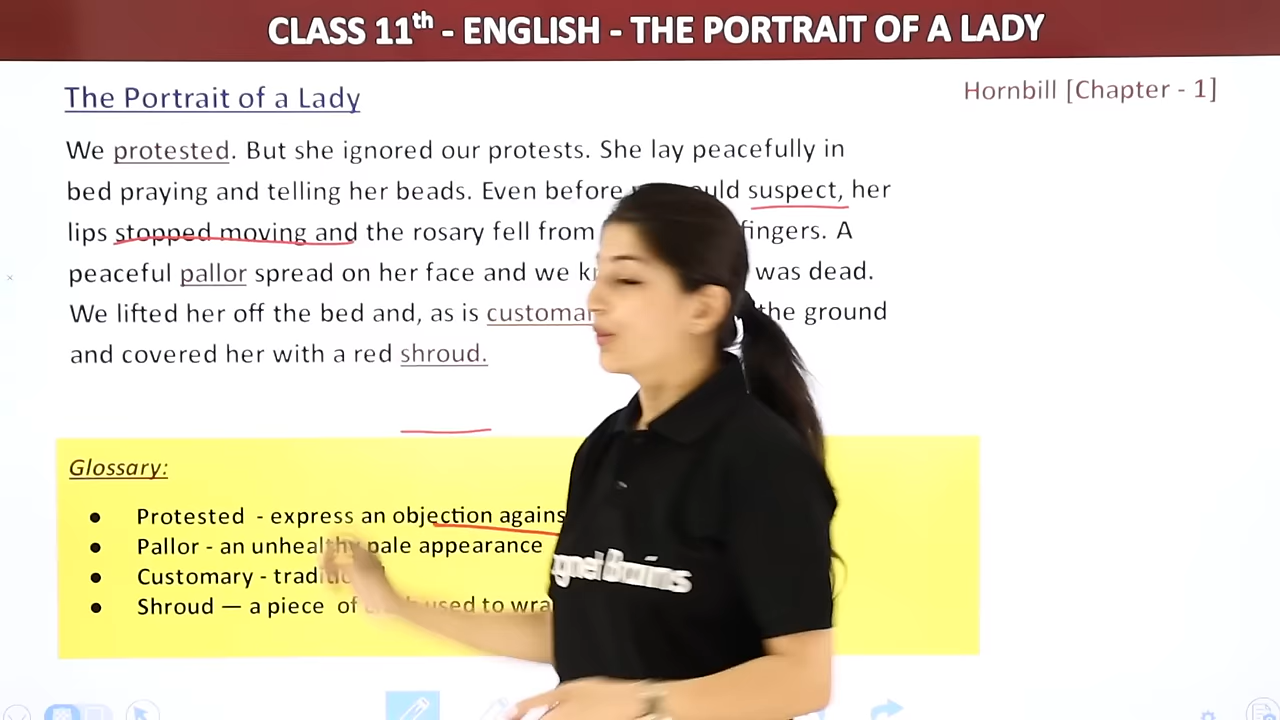 CLASS 11th - ENGLISH - THE PORTRAIT OF A LADY
The Portrait of a Lady
Hornbill [Chapter - 1]
We protested. But she ignored our protests. She lay peacefully in
bed praying and telling her beads. Even before suspect, her
lips stopped moving and the rosary fell from fingers. A
peaceful pallor spread on her face and we was dead.
We lifted her off the bed and, as is the ground
and covered her with a red shroud.
Glossary:
• Protested - express an objection
• Pallor - an unhealthy pale appearance
• Customary -
• Shroud — a piece of used to